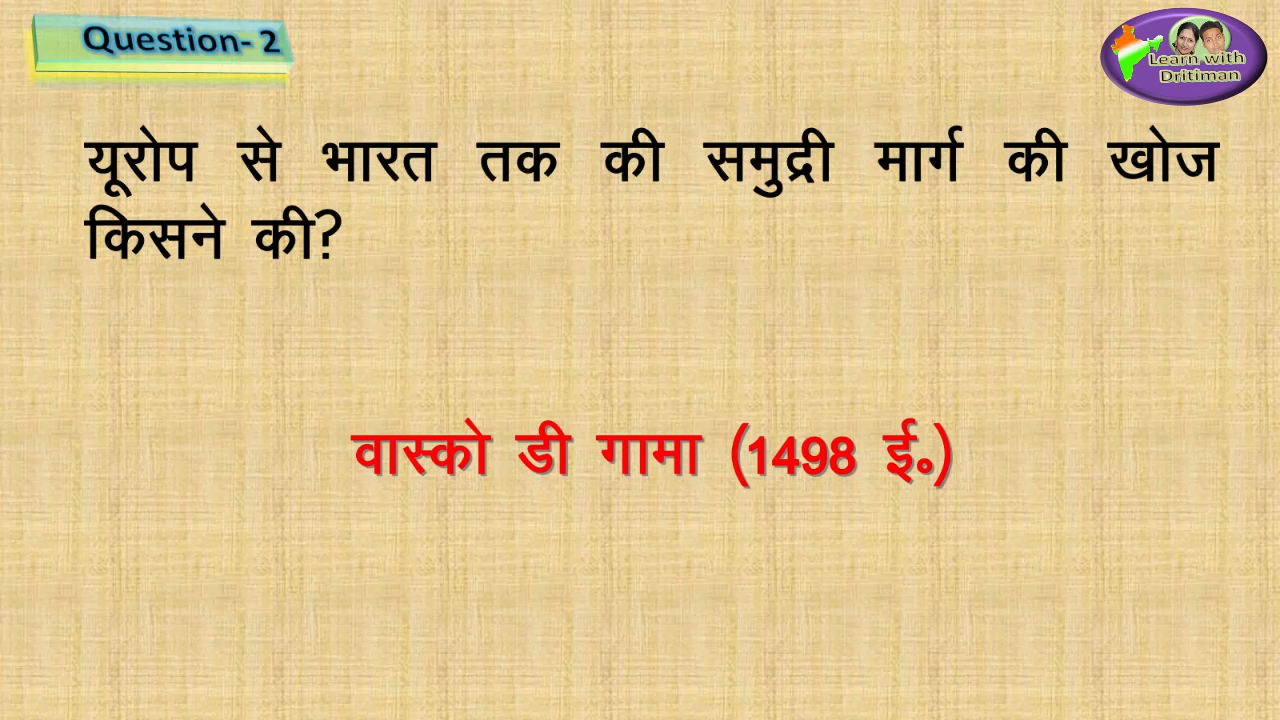 Question- 2
Learn with
Dritiman
यूरोप से भारत तक की समुद्री मार्ग की खोज
किसने की?
वास्को डी गामा (1498 ई॰)